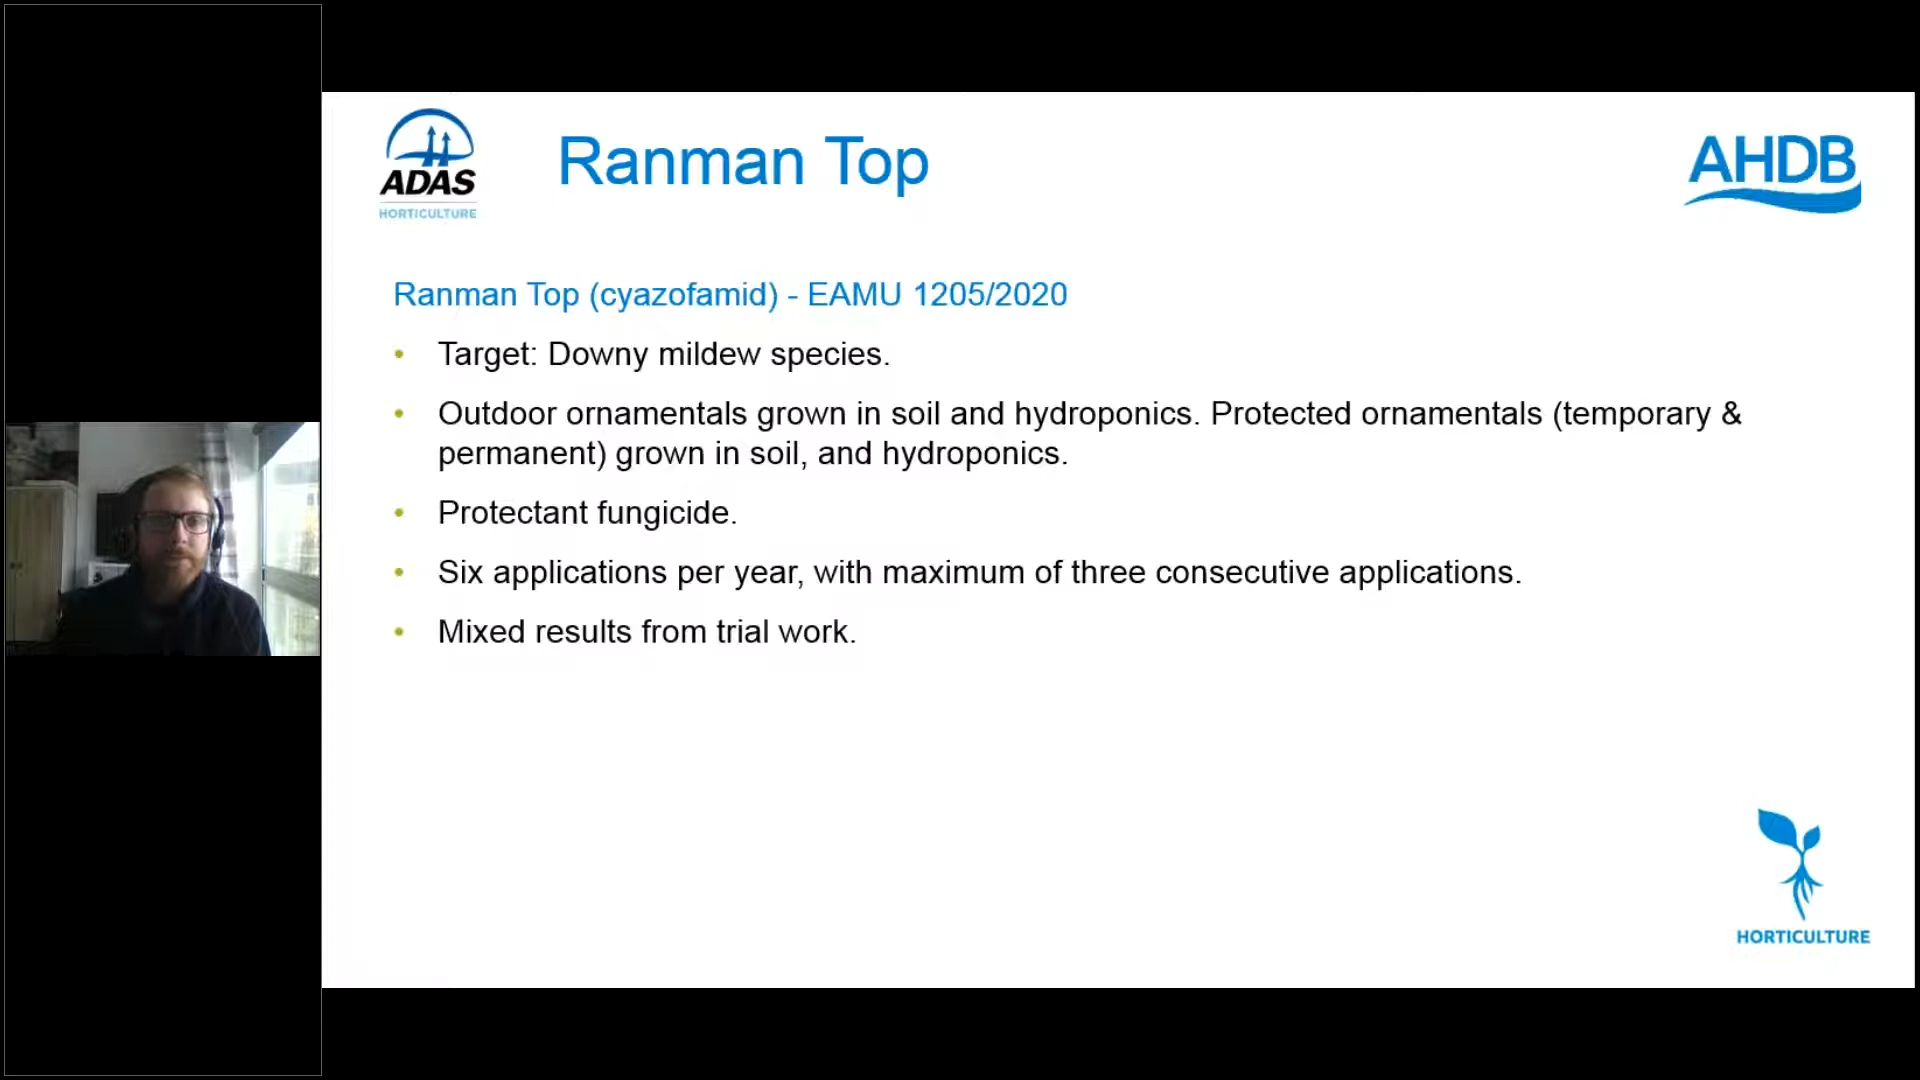 ADAS
HORTICULTURE
Ranman Top
AHDB
Ranman Top (cyazofamid) - EAMU 1205/2020
• Target: Downy mildew species.
• Outdoor ornamentals grown in soil and hydroponics. Protected ornamentals (temporary &
permanent) grown in soil, and hydroponics.
• Protectant fungicide.
• Six applications per year, with maximum of three consecutive applications.
• Mixed results from trial work.
HORTICULTURE